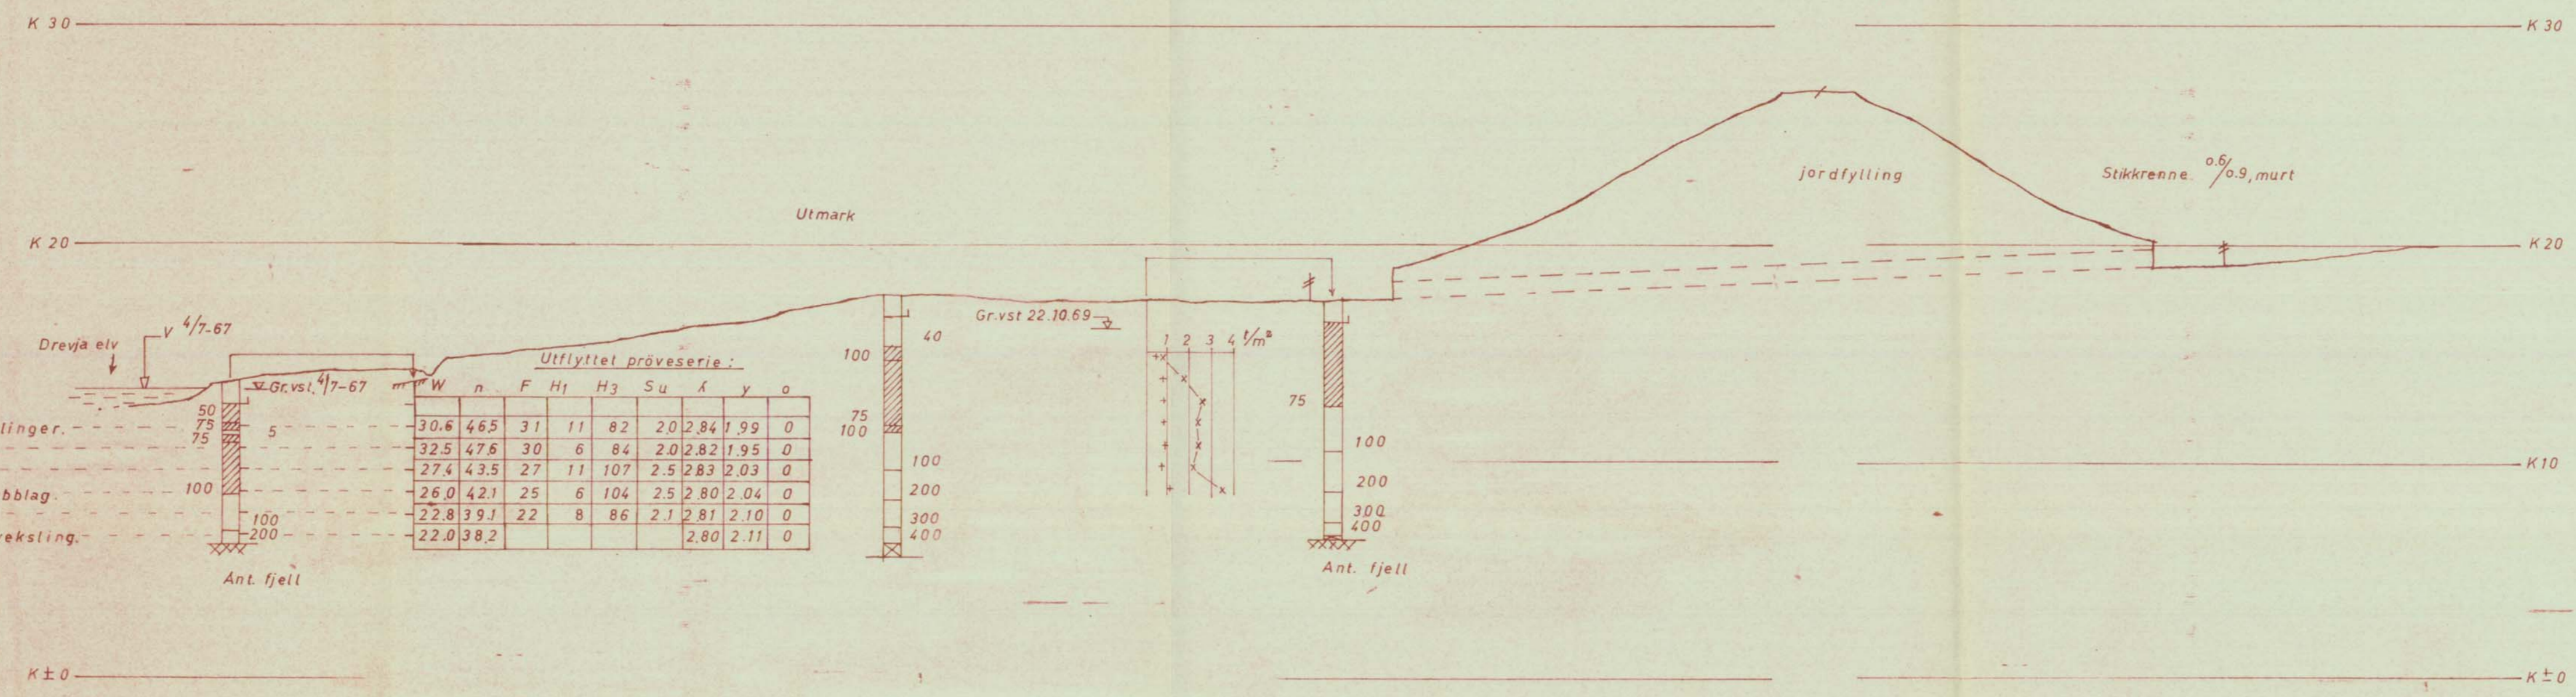 K 30 K 30
jordfylling
Stikkrenne 0.6/0.9, murt
Utmark
K 20 K 20
Drevja elv
V 4/7-67
Gr.vst. 4/7-67
Gr.vst 22.10.69
1 2 3 4 t/m²
Utflyttet pröveserie:
W n F H1 H3 Su y o
30.6 46.5 31 11 82 2.0 2.84 1.99 0
32.5 47.6 30 6 84 2.0 2.82 1.95 0
27.4 43.5 27 11 107 2.5 2.83 2.03 0
26.0 42.1 25 6 104 2.5 2.80 2.04 0
22.8 39.1 22 8 86 2.1 2.81 2.10 0
22.0 38.2 2.80 2.11 0
linger.
bblag.
eksling.
50
75
75
5
100
100
200
Ant. fjell
40
100
75
100
100
200
300
400
75
100
200
300
400
Ant. fjell
K 10
K ± 0 K ± 0